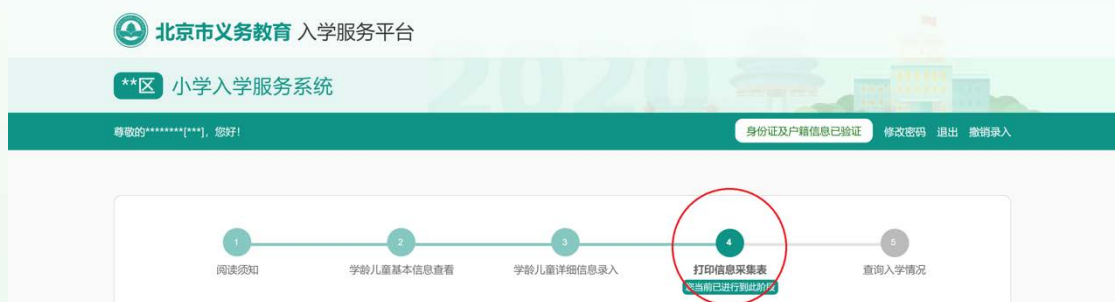 北京市义务教育 入学服务平台
2020
**区 小学入学服务系统
尊敬的********[***]，您好！ 身份证及户籍信息已验证 修改密码 退出 撤销录入
1 2 3 4 5
阅读须知 学龄儿童基本信息查看 学龄儿童详细信息录入 打印信息采集表 查询入学情况
您当前已进行到此阶段